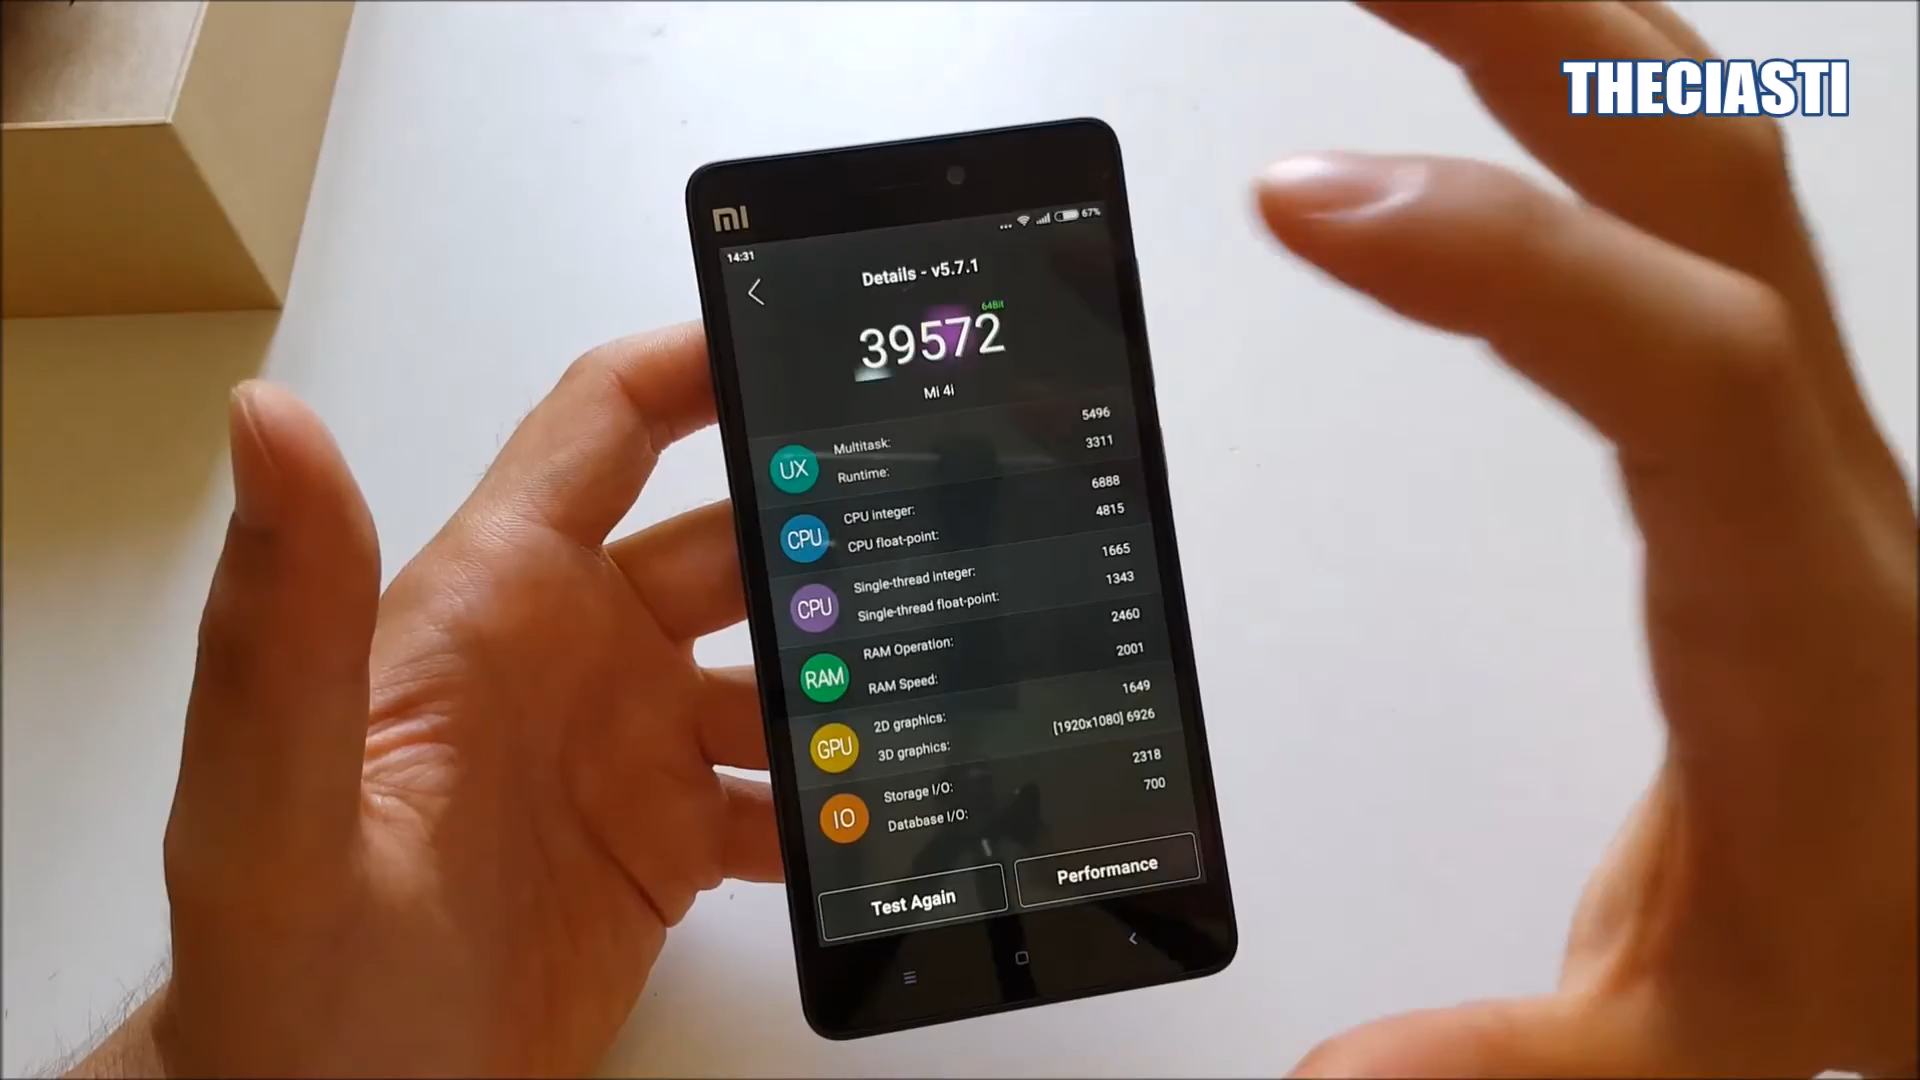 THECIASTI
MI
14:31
67%
Details - v5.7.1
64Bit
39572
Mi 4i
UX
Multitask: 5496
Runtime: 3311
CPU
CPU integer: 6888
CPU float-point: 4815
CPU
Single-thread integer: 1665
Single-thread float-point: 1343
RAM
RAM Operation: 2460
RAM Speed: 2001
GPU
2D graphics: 1649
3D graphics: [1920x1080] 6926
IO
Storage I/O: 2318
Database I/O: 700
Test Again
Performance